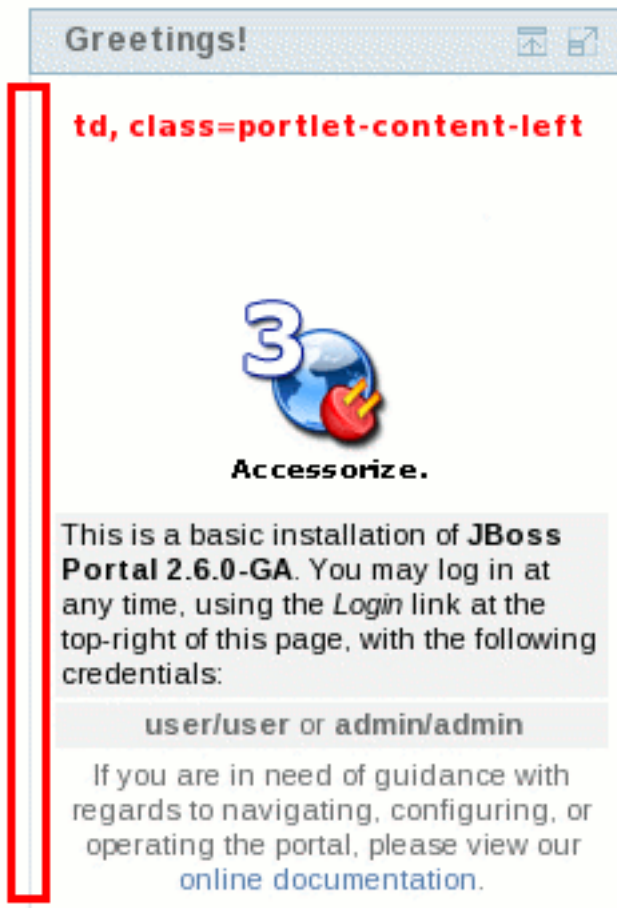 Greetings!
td, class=portlet-content-left
3
Accessorize.
This is a basic installation of JBoss
Portal 2.6.0-GA. You may log in at
any time, using the Login link at the
top-right of this page, with the following
credentials:
user/user or admin/admin
If you are in need of guidance with
regards to navigating, configuring, or
operating the portal, please view our
online documentation.